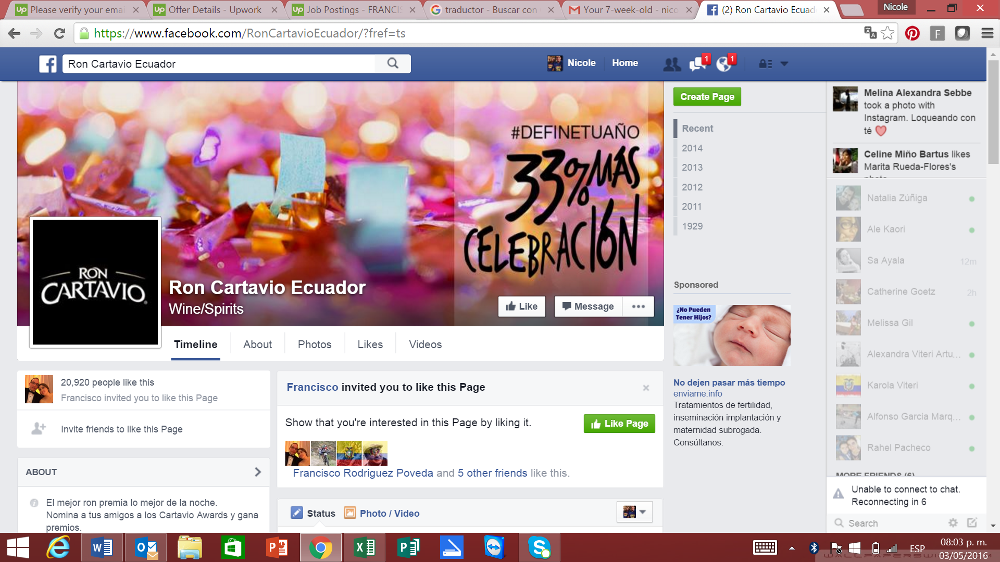 Please verify your emai
Offer Details - Upwork
Job Postings - FRANCIS
traductor - Buscar con
Your 7-week-old - nico
(2) Ron Cartavio Ecuad
Nicole
https://www.facebook.com/RonCartavioEcuador/?fref=ts
Ron Cartavio Ecuador
Nicole
Home
1
1
#DEFINETUAÑO
33% MÁS
CELEBRACIÓN
RON
CARTAVIO
Ron Cartavio Ecuador
Wine/Spirits
Like
Message
Timeline
About
Photos
Likes
Videos
20,920 people like this
Francisco invited you to like this Page
Invite friends to like this Page
ABOUT
El mejor ron premia lo mejor de la noche.
Nomina a tus amigos a los Cartavio Awards y gana
premios.
Francisco invited you to like this Page
Show that you're interested in this Page by liking it.
Like Page
Francisco Rodriguez Poveda and 5 other friends like this.
Status
Photo / Video
Create Page
Recent
2014
2013
2012
2011
1929
Sponsored
¿No Pueden
Tener Hijos?
No dejen pasar más tiempo
enviame.info
Tratamientos de fertilidad,
inseminación implantación y
maternidad subrogada.
Consúltanos.
Melina Alexandra Sebbe
took a photo with
Instagram. Loqueando con
té
Celine Miño Bartus likes
Marita Rueda-Flores's
photo.
Natalia Zúñiga
Ale Kaori
Sa Ayala 12m
Catherine Goetz 2h
Melissa Gil
Alexandra Viteri Artu...
Karola Viteri
Alfonso Garcia Marq...
Rahel Pacheco
MORE FRIENDS (6)
Unable to connect to chat.
Reconnecting in 6
Search
ESP
08:03 p. m.
03/05/2016